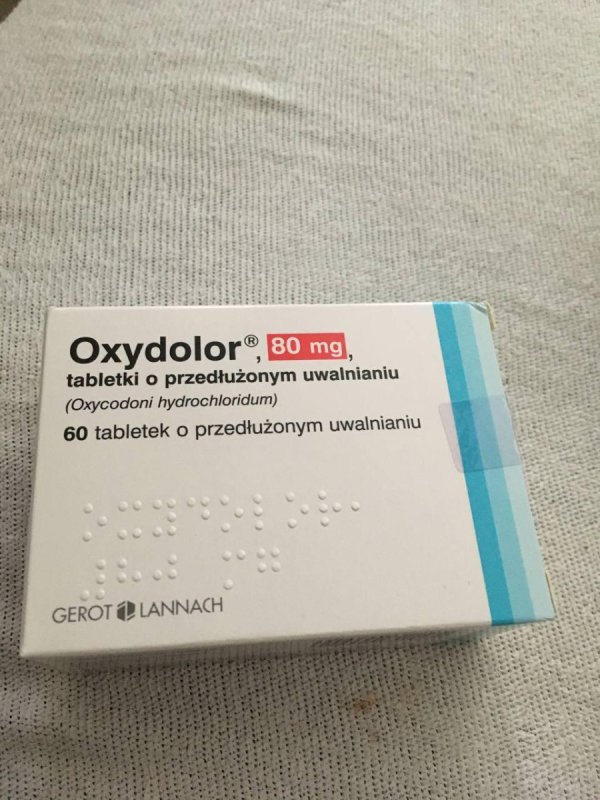 Oxydolor®, 80 mg,
tabletki o przedłużonym uwalnianiu
(Oxycodoni hydrochloridum)
60 tabletek o przedłużonym uwalnianiu
GEROT LANNACH